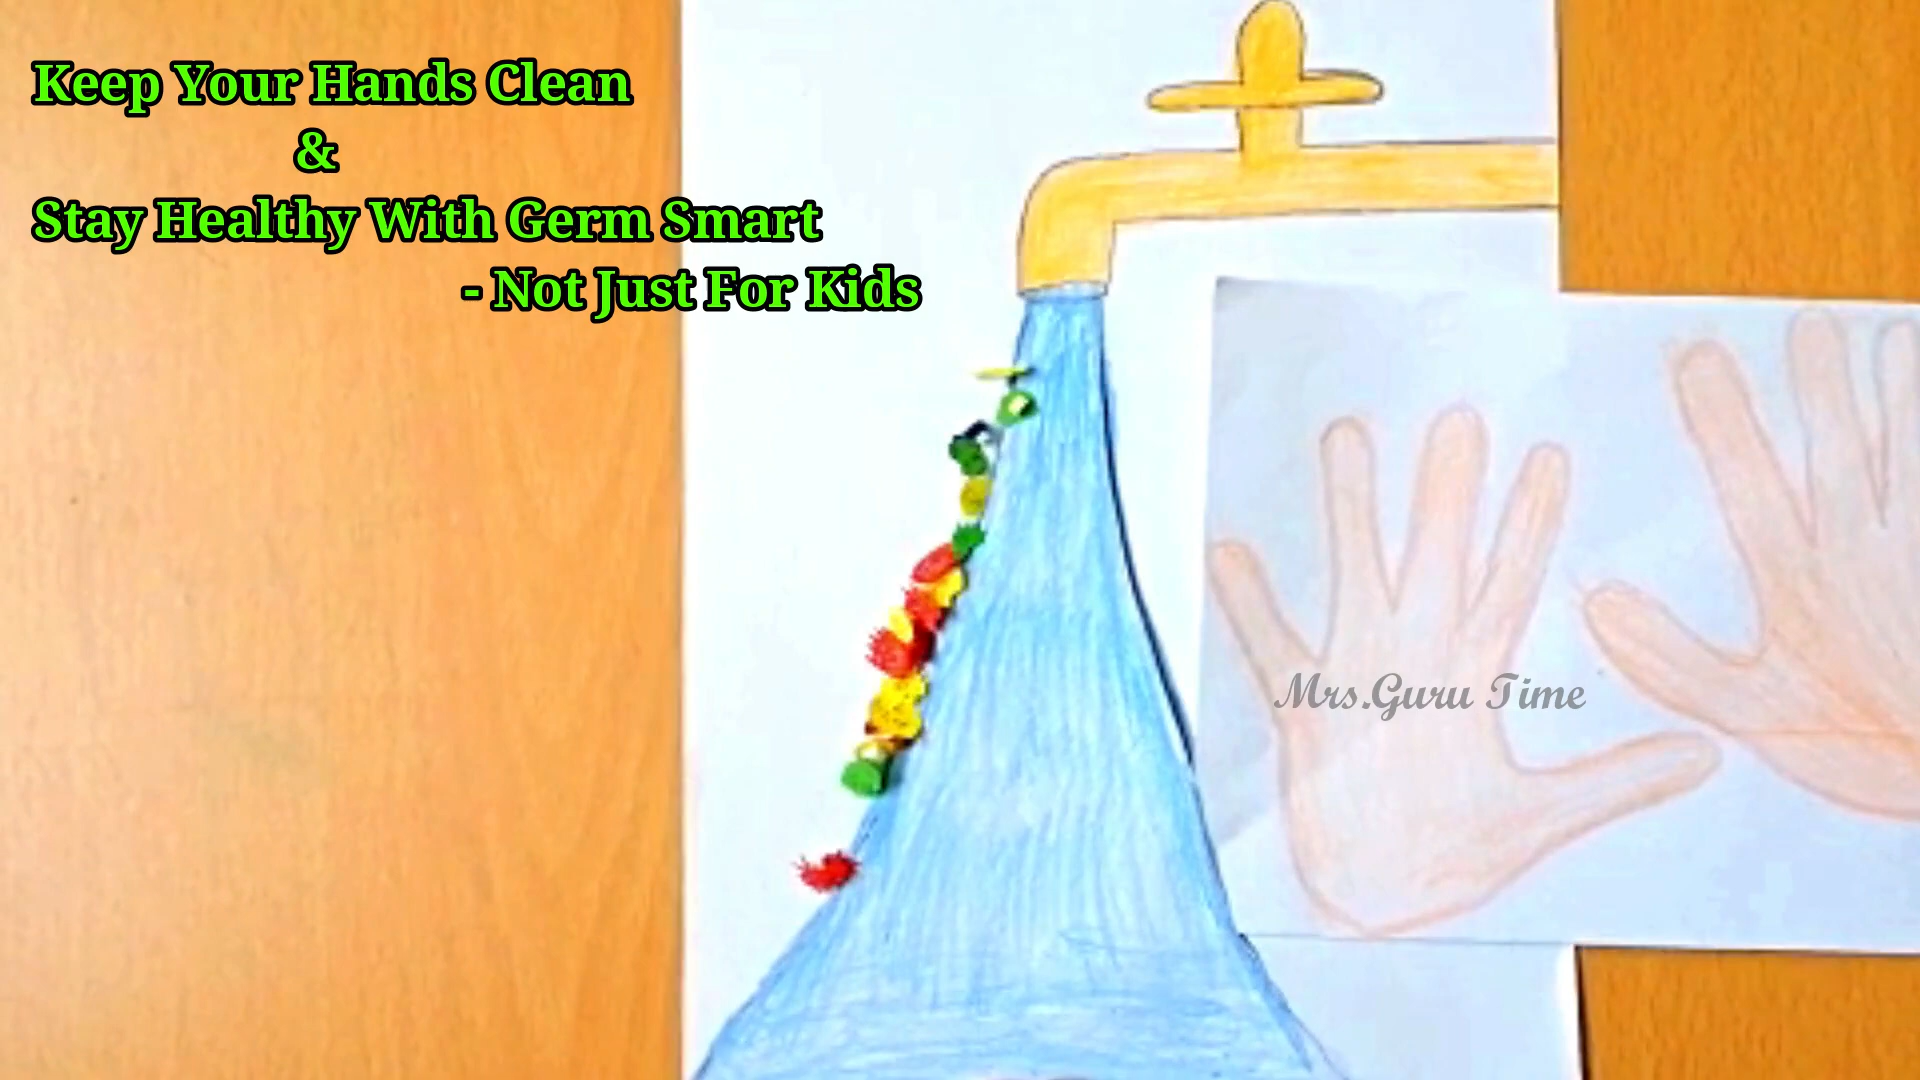 Keep Your Hands Clean
&
Stay Healthy With Germ Smart
- Not Just For Kids
Mrs.Guru Time